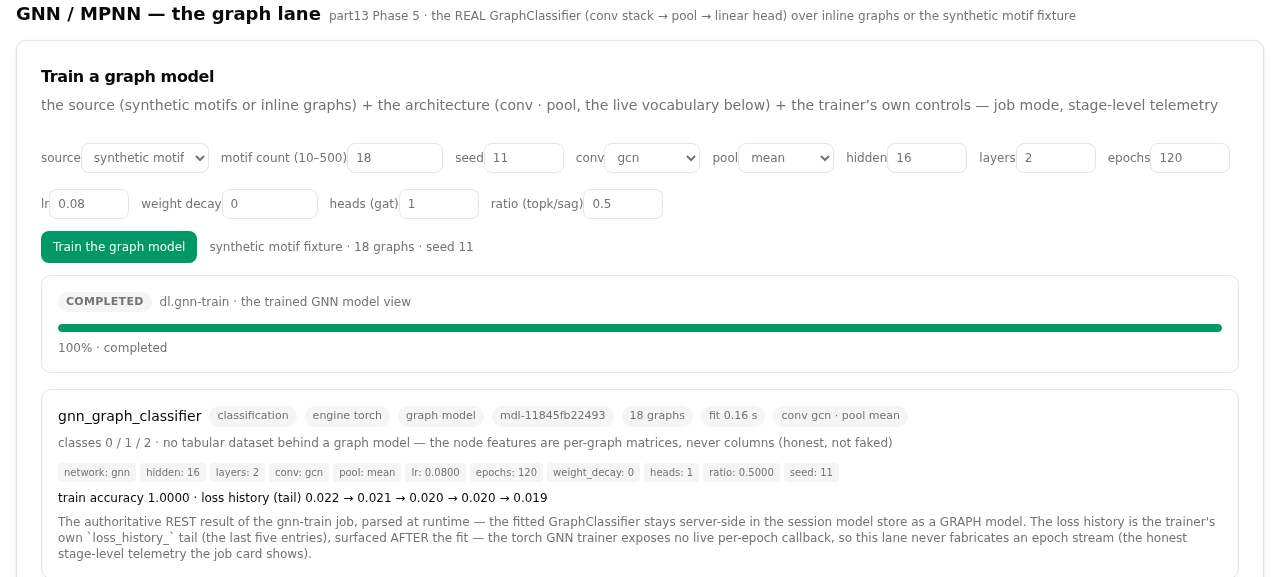 GNN / MPNN — the graph lane part13 Phase 5 · the REAL GraphClassifier (conv stack → pool → linear head) over inline graphs or the synthetic motif fixture
Train a graph model
the source (synthetic motifs or inline graphs) + the architecture (conv · pool, the live vocabulary below) + the trainer's own controls — job mode, stage-level telemetry
source synthetic motif motif count (10–500) 18 seed 11 conv gcn pool mean hidden 16 layers 2 epochs 120
lr 0.08 weight decay 0 heads (gat) 1 ratio (topk/sag) 0.5
Train the graph model synthetic motif fixture · 18 graphs · seed 11
COMPLETED dl.gnn-train · the trained GNN model view
100% · completed
gnn_graph_classifier classification engine torch graph model mdl-11845fb22493 18 graphs fit 0.16 s conv gcn · pool mean
classes 0 / 1 / 2 · no tabular dataset behind a graph model — the node features are per-graph matrices, never columns (honest, not faked)
network: gnn hidden: 16 layers: 2 conv: gcn pool: mean lr: 0.0800 epochs: 120 weight_decay: 0 heads: 1 ratio: 0.5000 seed: 11
train accuracy 1.0000 · loss history (tail) 0.022 → 0.021 → 0.020 → 0.020 → 0.019
The authoritative REST result of the gnn-train job, parsed at runtime — the fitted GraphClassifier stays server-side in the session model store as a GRAPH model. The loss history is the trainer's
own `loss_history_` tail (the last five entries), surfaced AFTER the fit — the torch GNN trainer exposes no live per-epoch callback, so this lane never fabricates an epoch stream (the honest
stage-level telemetry the job card shows).